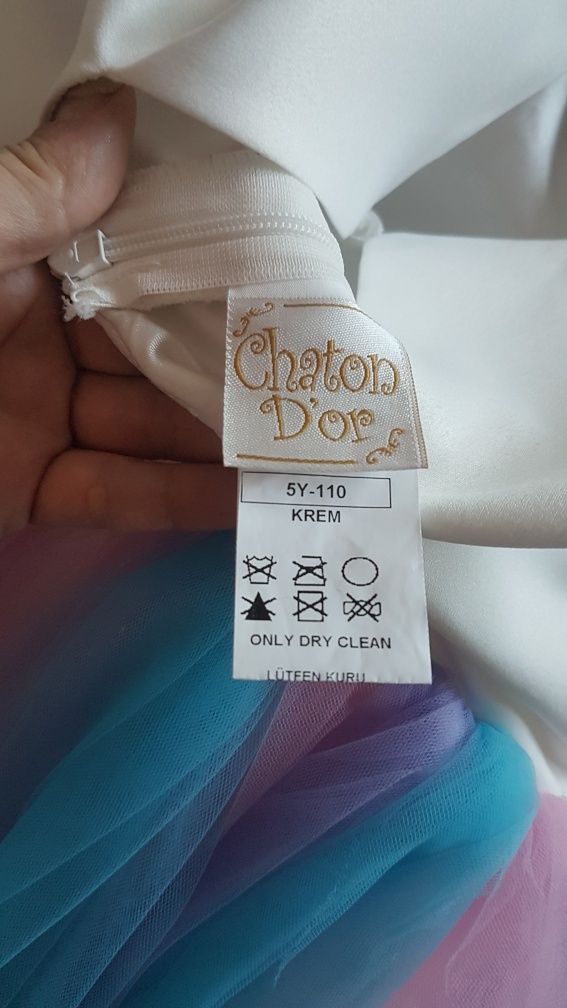 Chaton
D'or
5Y-110
KREM
ONLY DRY CLEAN
LÜTFEN KURU